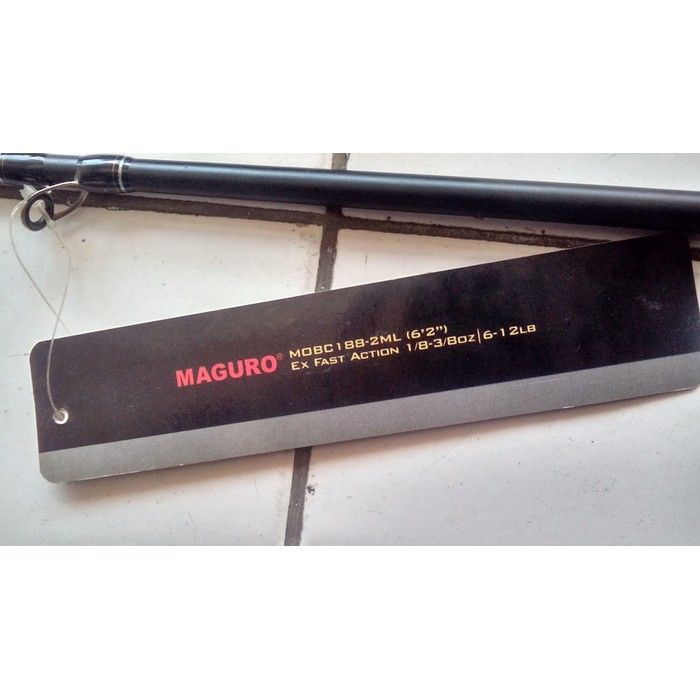 MAGURO®
MOBC188-2ML (6'2")
EX FAST ACTION 1/8-3/8OZ|6-12LB